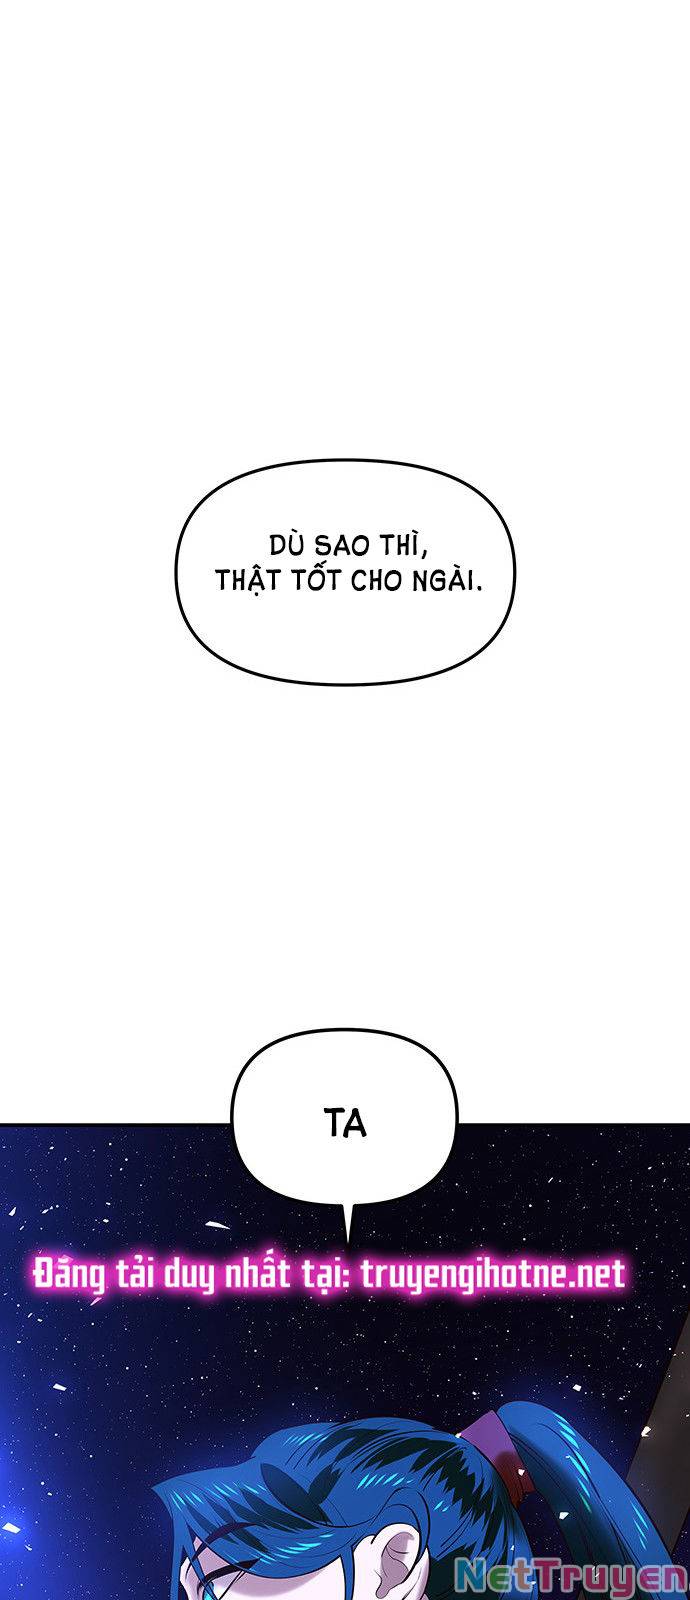 DÙ SAO THÌ,
THẬT TỐT CHO NGÀI.
TA
Đăng tải duy nhất tại: truyengihotne.net
NetTruyen